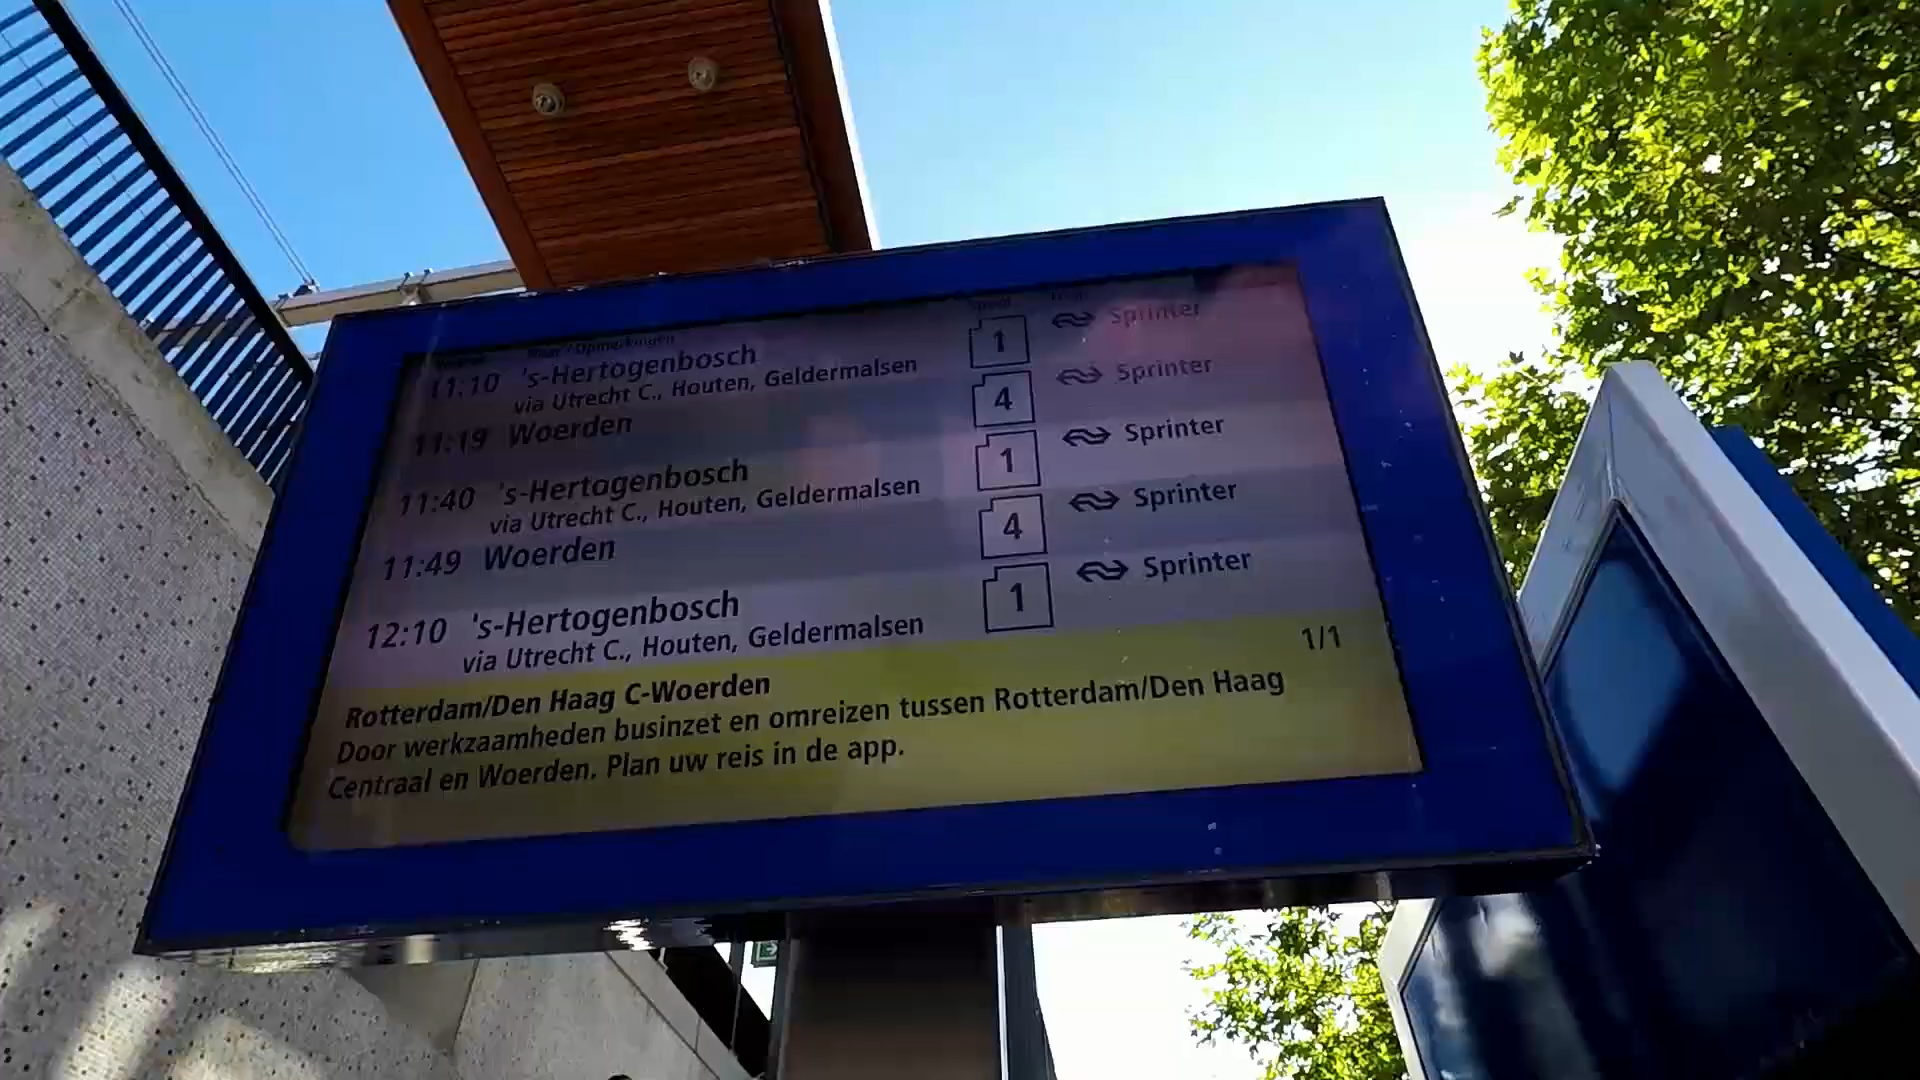 Naar / Opmerkingen Spoor
11:10 's-Hertogenbosch 1 Sprinter
via Utrecht C., Houten, Geldermalsen
11:19 Woerden 4 Sprinter
11:40 's-Hertogenbosch 1 Sprinter
via Utrecht C., Houten, Geldermalsen
11:49 Woerden 4 Sprinter
12:10 's-Hertogenbosch 1 Sprinter
via Utrecht C., Houten, Geldermalsen
1/1
Rotterdam/Den Haag C-Woerden
Door werkzaamheden businzet en omreizen tussen Rotterdam/Den Haag
Centraal en Woerden. Plan uw reis in de app.